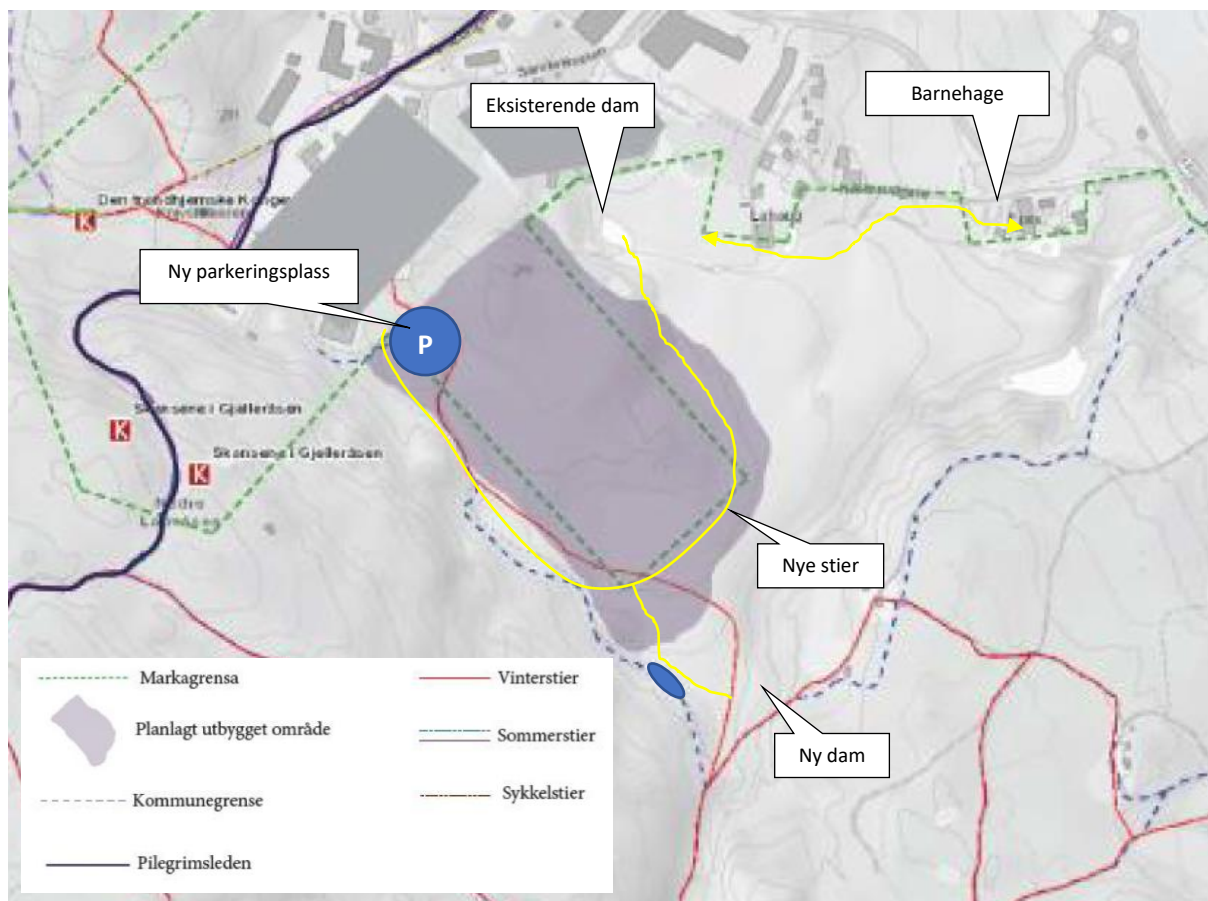 Eksisterende dam
Barnehage
Den trondhjemske
K
Ny parkeringsplass
P
Skansene i Gjelleråsen
K
Skansene i Gjelleråsen
K
Nye stier
Ny dam
Markagrensa
Planlagt utbygget område
Kommunegrense
Pilegrimsleden
Vinterstier
Sommerstier
Sykkelstier